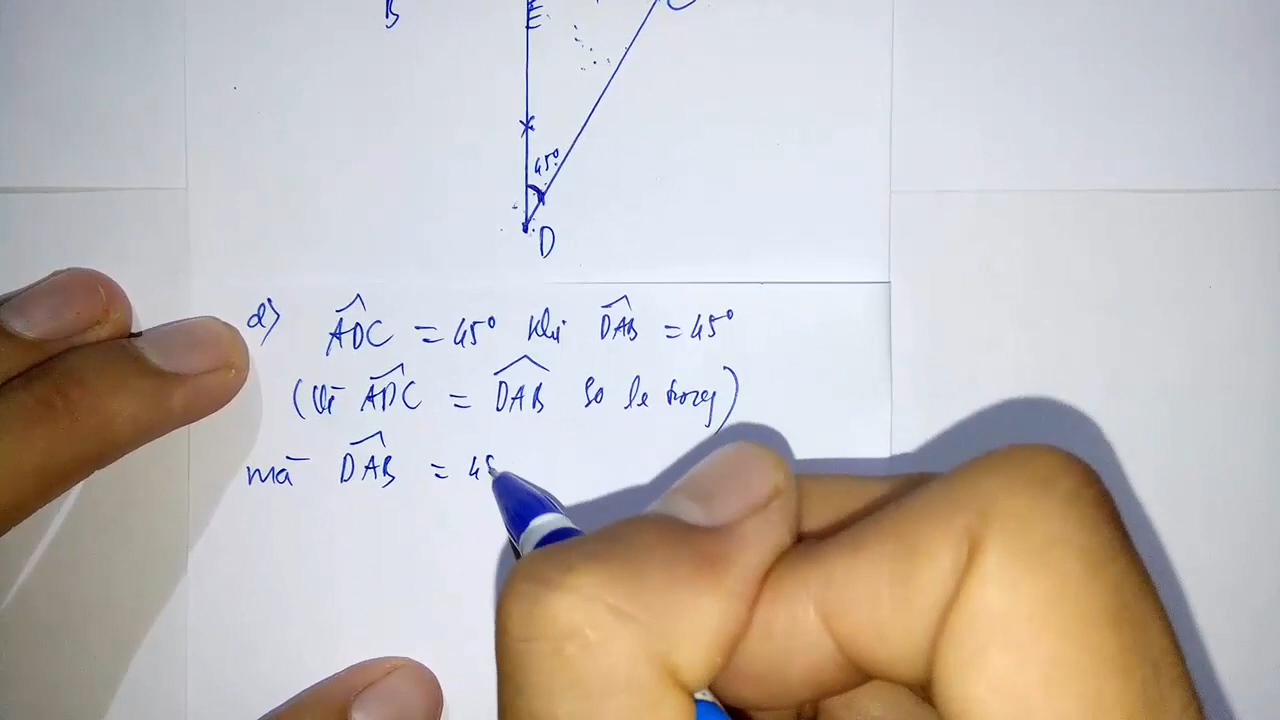 B
E
45°
D
d) ADC = 45° khi DAB = 45°
(vì ADC = DAB so le trong)
mà DAB = 45